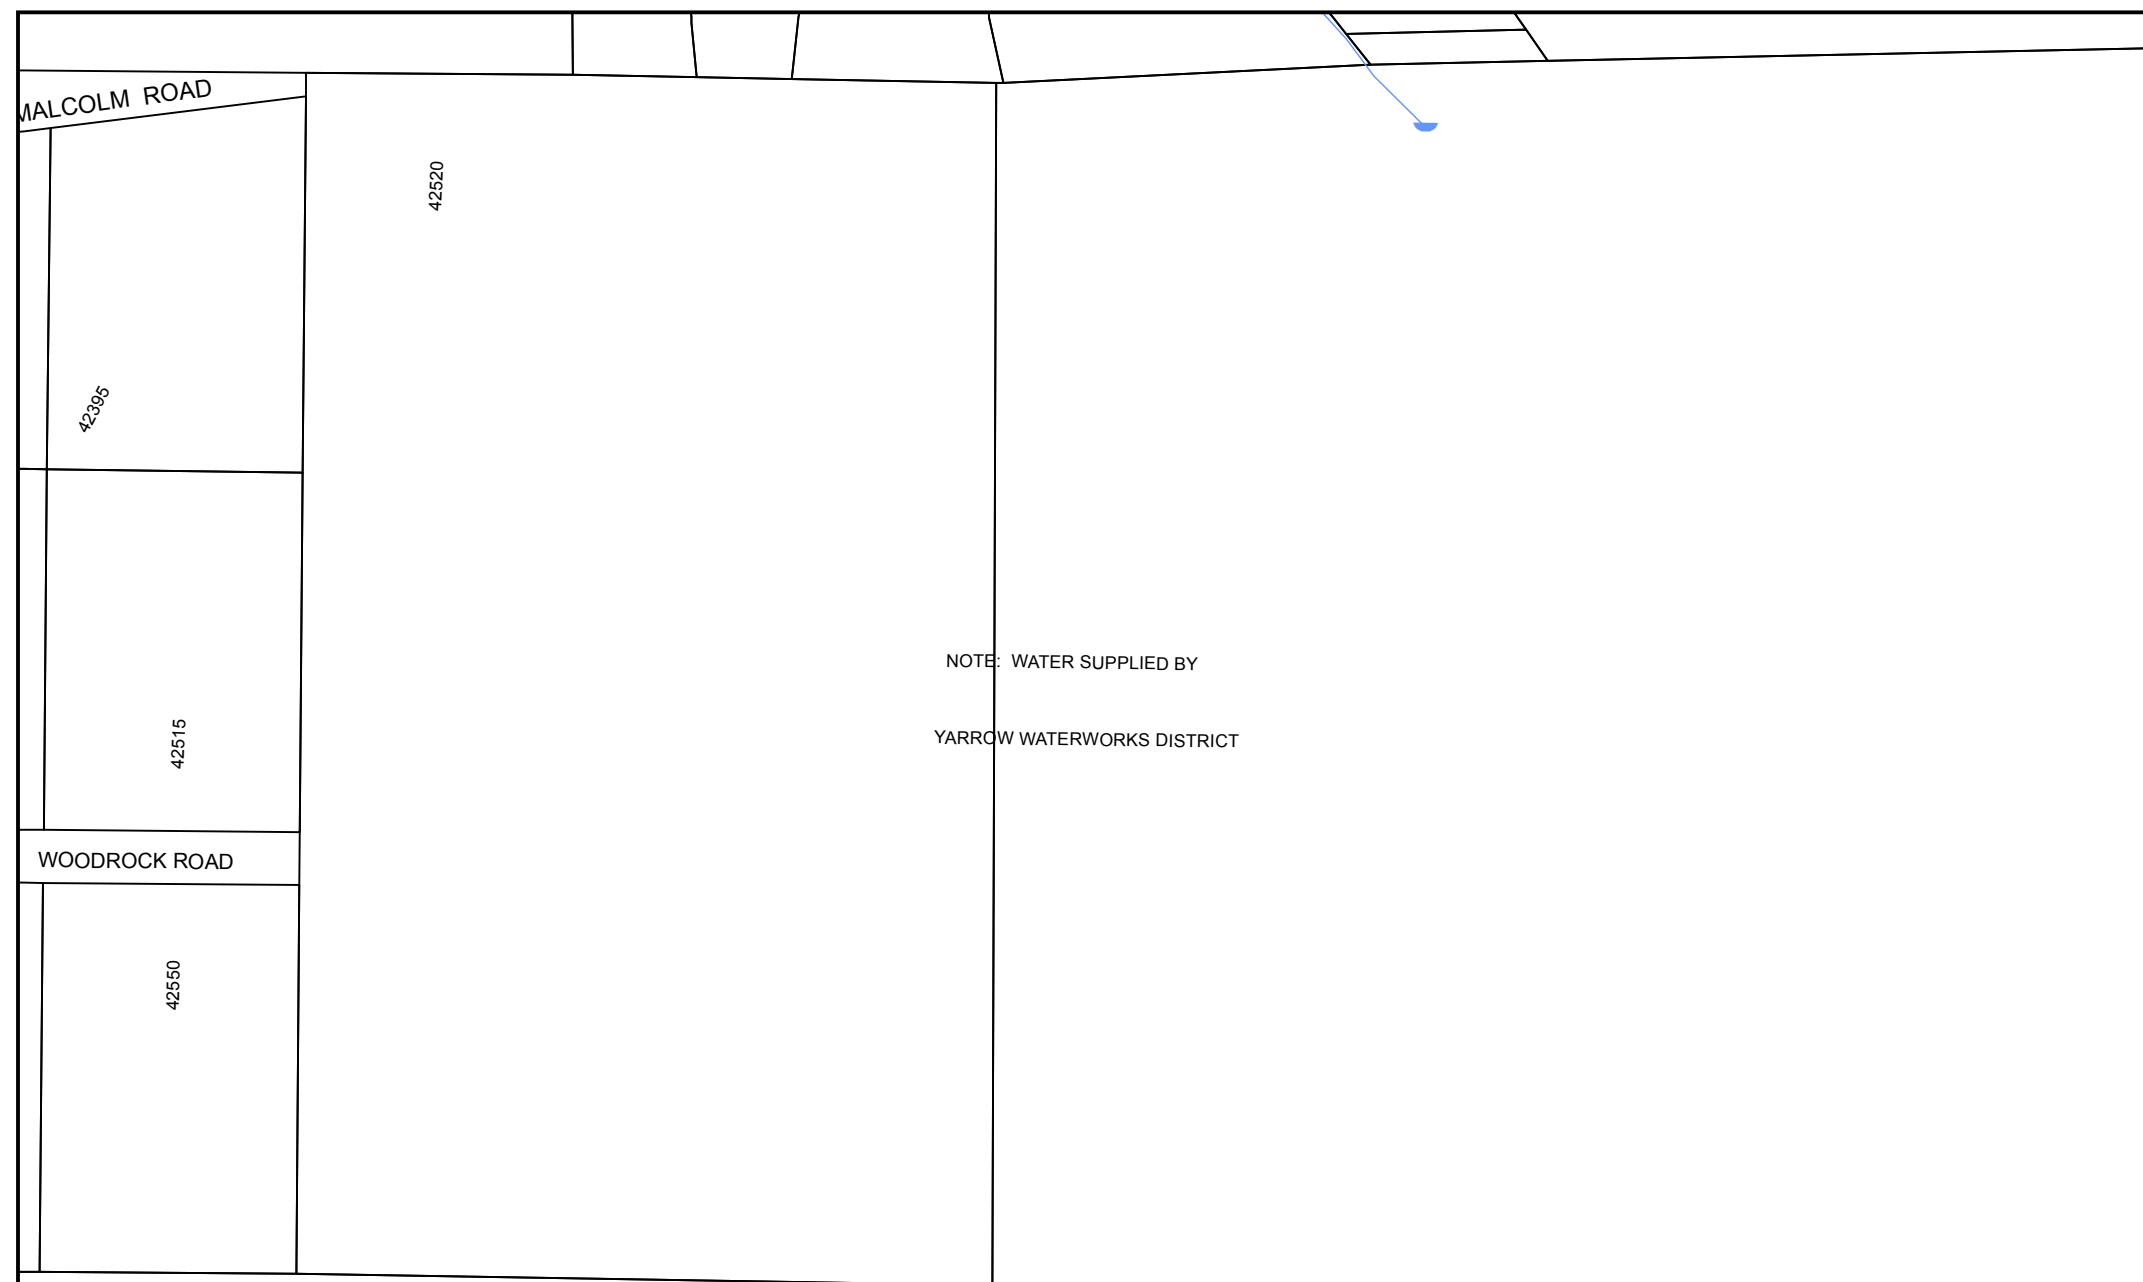 MALCOLM ROAD
42520
42395
NOTE: WATER SUPPLIED BY
YARROW WATERWORKS DISTRICT
42515
WOODROCK ROAD
42550